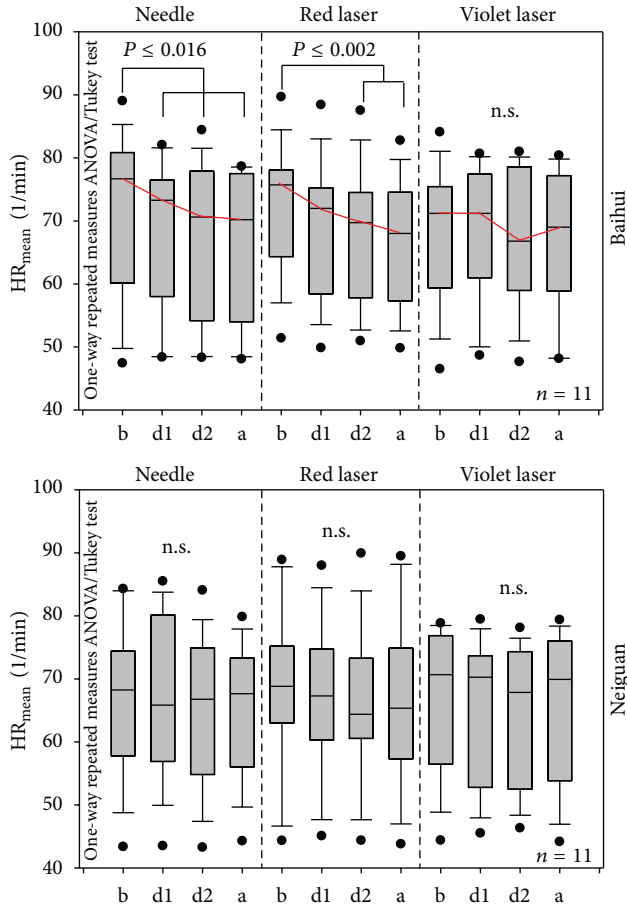 Needle Red laser Violet laser
100
90
80
70
60
50
40
HRmean (1/min)
One-way repeated measures ANOVA/Tukey test
P ≤ 0.016
P ≤ 0.002
n.s.
n = 11
b d1 d2 a b d1 d2 a b d1 d2 a
Baihui
Needle Red laser Violet laser
100
90
80
70
60
50
40
HRmean (1/min)
One-way repeated measures ANOVA/Tukey test
n.s.
n.s.
n.s.
n = 11
b d1 d2 a b d1 d2 a b d1 d2 a
Neiguan